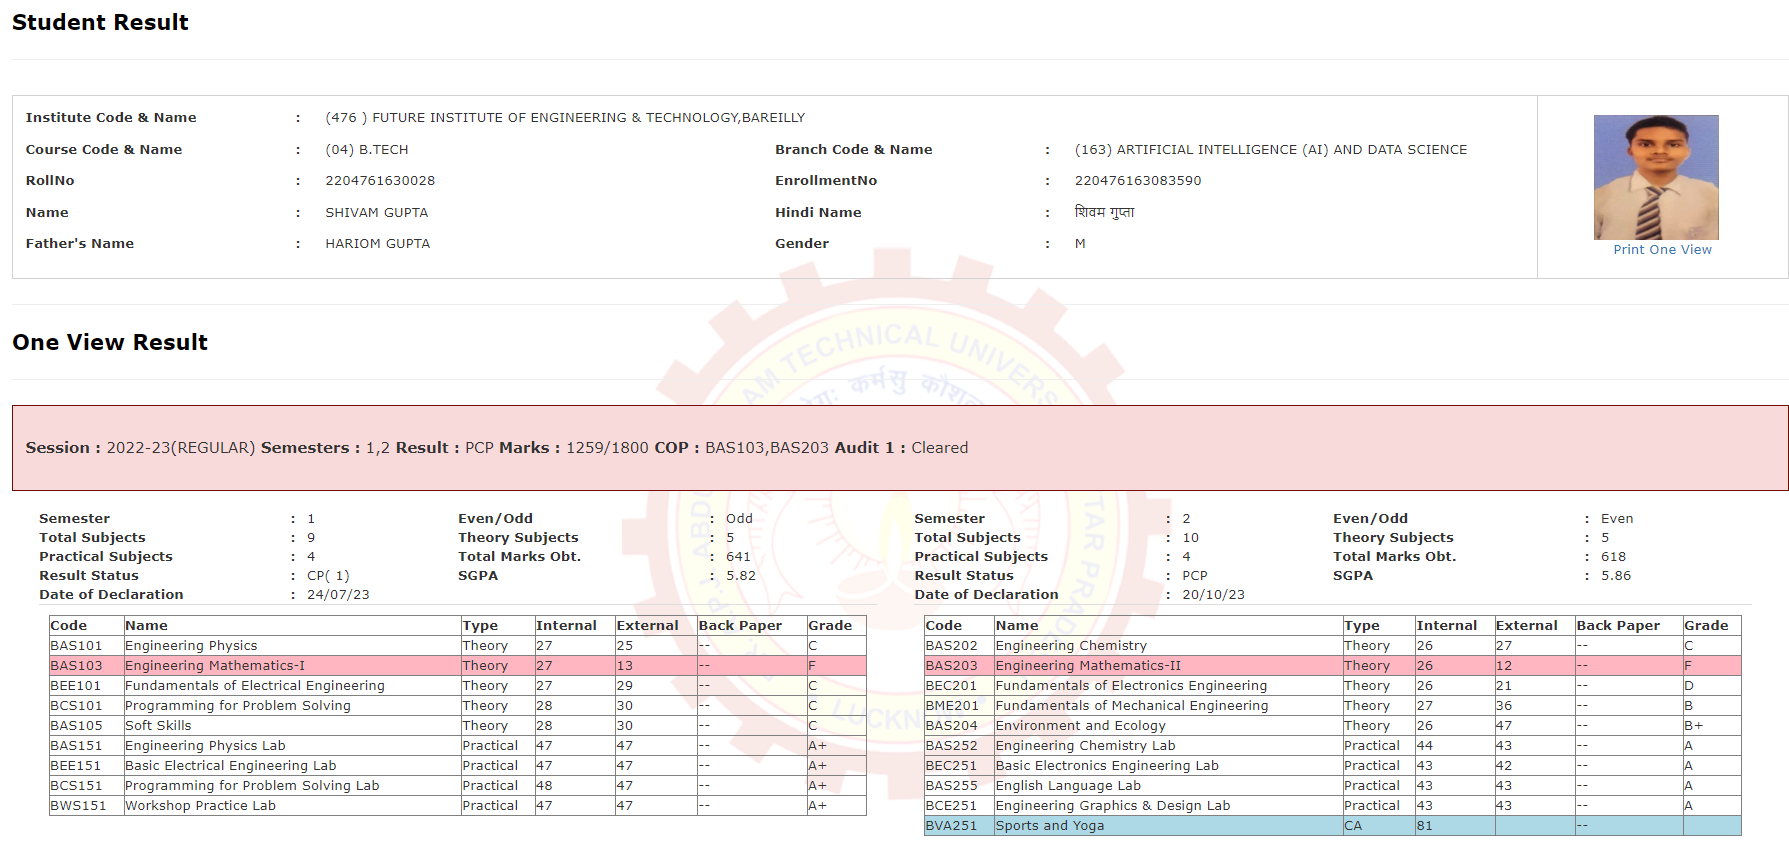 Student Result
Institute Code & Name : (476 ) FUTURE INSTITUTE OF ENGINEERING & TECHNOLOGY,BAREILLY
Course Code & Name : (04) B.TECH Branch Code & Name : (163) ARTIFICIAL INTELLIGENCE (AI) AND DATA SCIENCE
RollNo : 2204761630028 EnrollmentNo : 220476163083590
Name : SHIVAM GUPTA Hindi Name : शिवम गुप्ता
Father's Name : HARIOM GUPTA Gender : M
Print One View
One View Result
Session : 2022-23(REGULAR) Semesters : 1,2 Result : PCP Marks : 1259/1800 COP : BAS103,BAS203 Audit 1 : Cleared
Semester : 1 Even/Odd : Odd
Total Subjects : 9 Theory Subjects : 5
Practical Subjects : 4 Total Marks Obt. : 641
Result Status : CP( 1) SGPA : 5.82
Date of Declaration : 24/07/23
Code Name Type Internal External Back Paper Grade
BAS101 Engineering Physics Theory 27 25 -- C
BAS103 Engineering Mathematics-I Theory 27 13 -- F
BEE101 Fundamentals of Electrical Engineering Theory 27 29 -- C
BCS101 Programming for Problem Solving Theory 28 30 -- C
BAS105 Soft Skills Theory 28 30 -- C
BAS151 Engineering Physics Lab Practical 47 47 -- A+
BEE151 Basic Electrical Engineering Lab Practical 47 47 -- A+
BCS151 Programming for Problem Solving Lab Practical 48 47 -- A+
BWS151 Workshop Practice Lab Practical 47 47 -- A+
Semester : 2 Even/Odd : Even
Total Subjects : 10 Theory Subjects : 5
Practical Subjects : 4 Total Marks Obt. : 618
Result Status : PCP SGPA : 5.86
Date of Declaration : 20/10/23
Code Name Type Internal External Back Paper Grade
BAS202 Engineering Chemistry Theory 26 27 -- C
BAS203 Engineering Mathematics-II Theory 26 12 -- F
BEC201 Fundamentals of Electronics Engineering Theory 26 21 -- D
BME201 Fundamentals of Mechanical Engineering Theory 27 36 -- B
BAS204 Environment and Ecology Theory 26 47 -- B+
BAS252 Engineering Chemistry Lab Practical 44 43 -- A
BEC251 Basic Electronics Engineering Lab Practical 43 42 -- A
BAS255 English Language Lab Practical 43 43 -- A
BCE251 Engineering Graphics & Design Lab Practical 43 43 -- A
BVA251 Sports and Yoga CA 81 --
TECHNICAL
कर्मसु